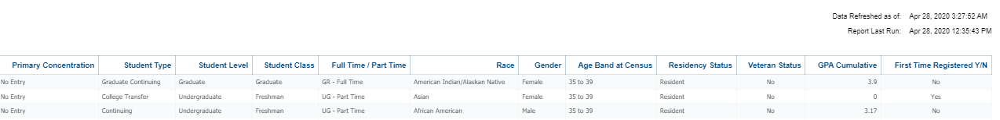 Data Refreshed as of: Apr 28, 2020 3:27:52 AM
Report Last Run: Apr 28, 2020 12:35:43 PM
Primary Concentration Student Type Student Level Student Class Full Time / Part Time Race Gender Age Band at Census Residency Status Veteran Status GPA Cumulative First Time Registered Y/N
No Entry Graduate Continuing Graduate Graduate GR - Full Time American Indian/Alaskan Native Female 35 to 39 Resident No 3.9 No
No Entry College Transfer Undergraduate Freshman UG - Part Time Asian Female 35 to 39 Resident No 0 Yes
No Entry Continuing Undergraduate Freshman UG - Part Time African American Male 35 to 39 Resident No 3.17 No